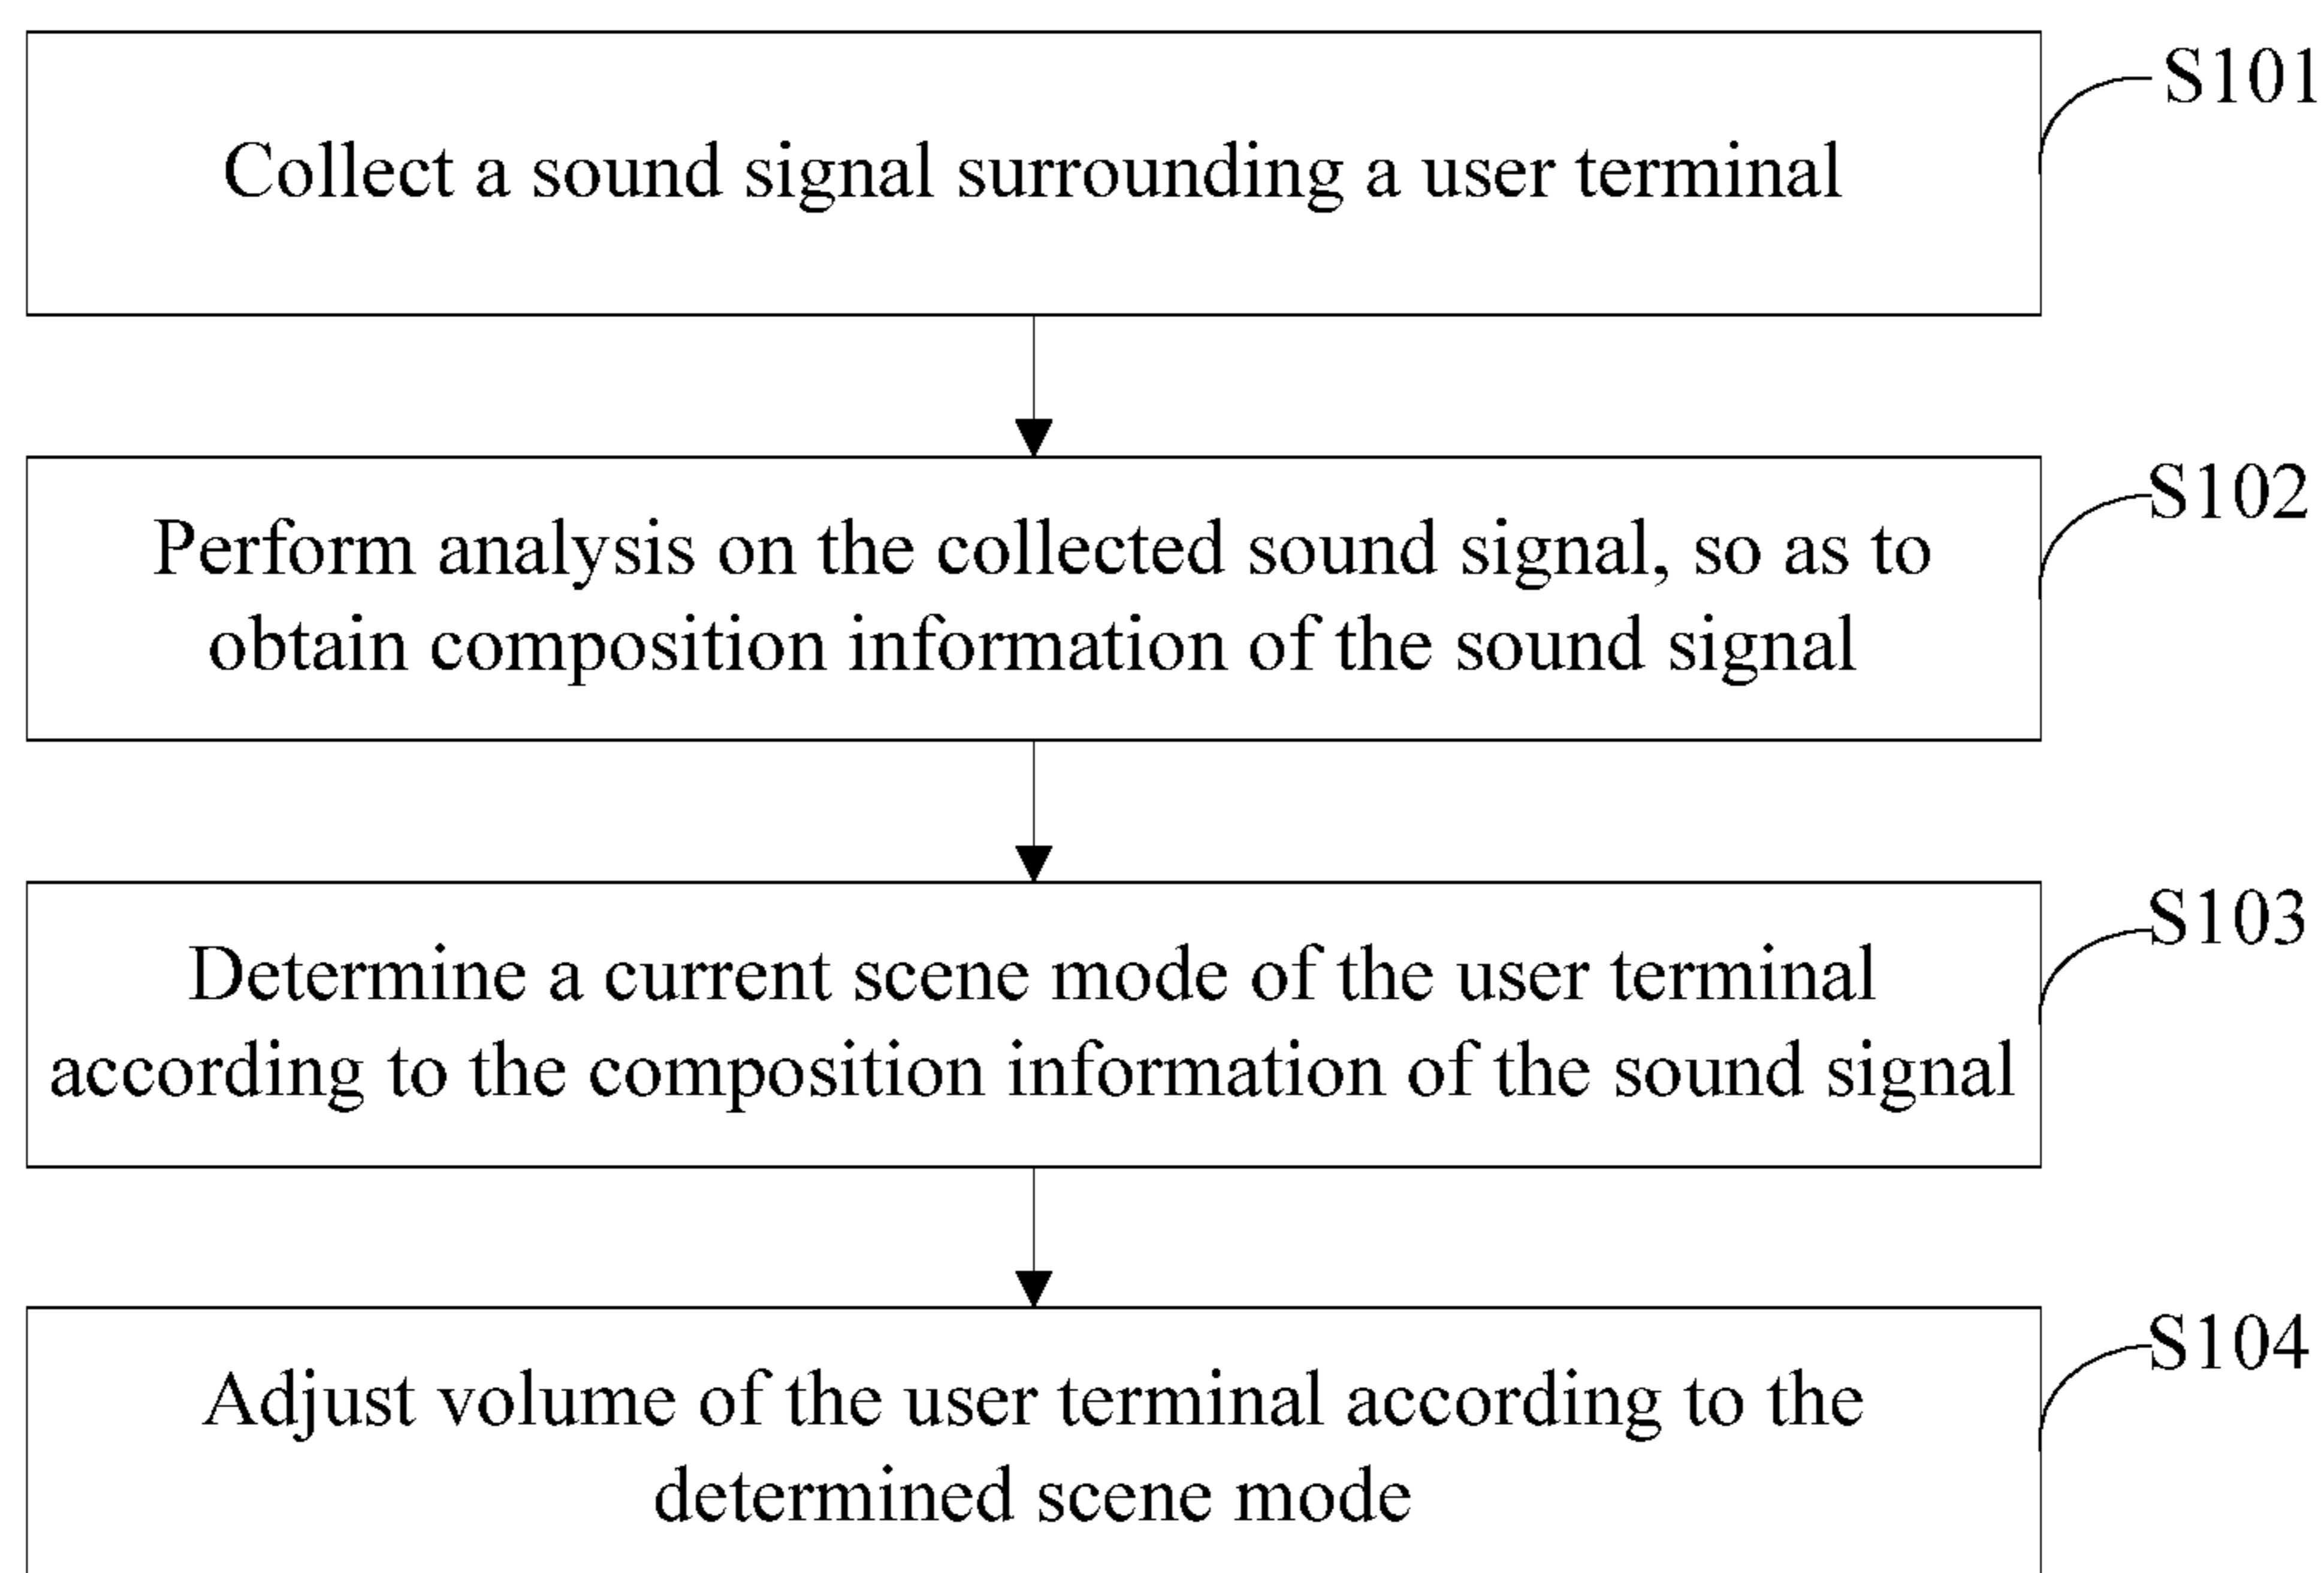 S101
Collect a sound signal surrounding a user terminal
S102
Perform analysis on the collected sound signal, so as to
obtain composition information of the sound signal
S103
Determine a current scene mode of the user terminal
according to the composition information of the sound signal
S104
Adjust volume of the user terminal according to the
determined scene mode